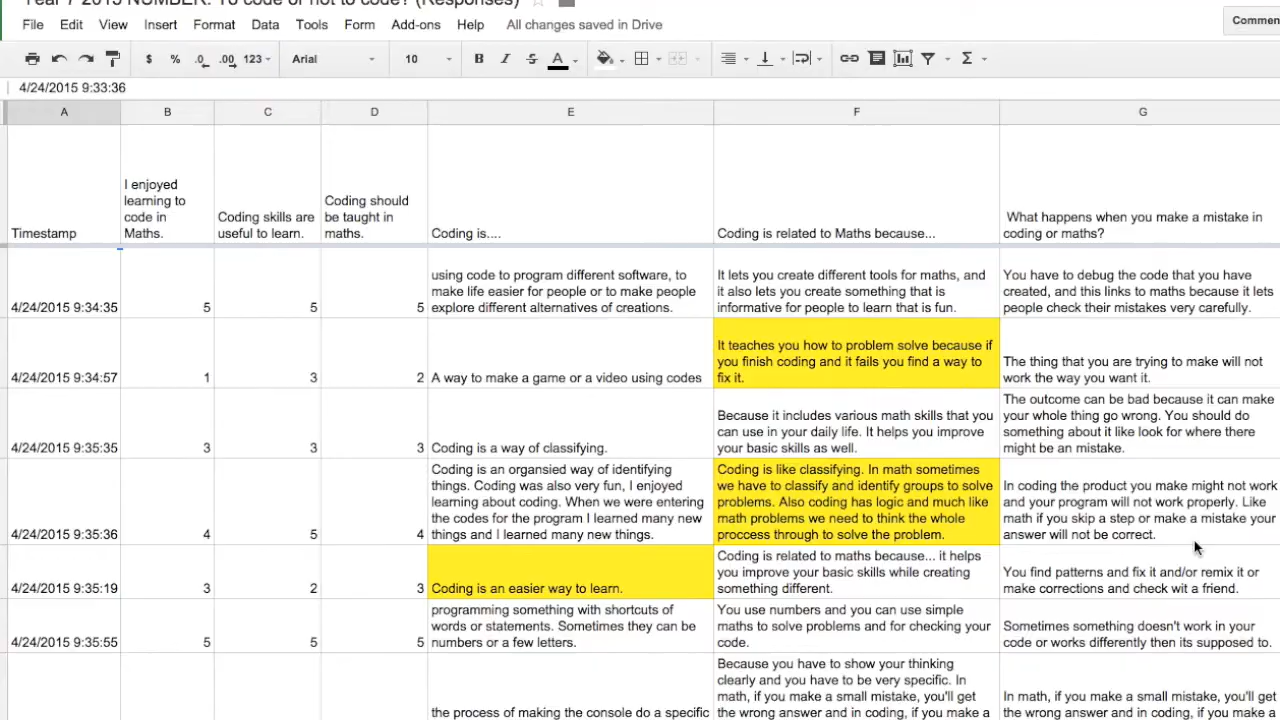 Year 7 2015 NUMBER: To code or not to code? (Responses)
File Edit View Insert Format Data Tools Form Add-ons Help All changes saved in Drive
Commen
$ % .0 .00 123 Arial 10 B I S A Σ
4/24/2015 9:33:36
A B C D E F G
Timestamp
I enjoyed
learning to
code in
Maths.
Coding skills are
useful to learn.
Coding should
be taught in
maths.
Coding is....
Coding is related to Maths because...
What happens when you make a mistake in
coding or maths?
4/24/2015 9:34:35 5 5 5
using code to program different software, to
make life easier for people or to make people
explore different alternatives of creations.
It lets you create different tools for maths, and
it also lets you create something that is
informative for people to learn that is fun.
You have to debug the code that you have
created, and this links to maths because it lets
people check their mistakes very carefully.
4/24/2015 9:34:57 1 3 2
A way to make a game or a video using codes
It teaches you how to problem solve because if
you finish coding and it fails you find a way to
fix it.
The thing that you are trying to make will not
work the way you want it.
4/24/2015 9:35:35 3 3 3
Coding is a way of classifying.
Because it includes various math skills that you
can use in your daily life. It helps you improve
your basic skills as well.
The outcome can be bad because it can make
your whole thing go wrong. You should do
something about it like look for where there
might be an mistake.
4/24/2015 9:35:36 4 5 4
Coding is an organsied way of identifying
things. Coding was also very fun, I enjoyed
learning about coding. When we were entering
the codes for the program I learned many new
things and I learned many new things.
Coding is like classifying. In math sometimes
we have to classify and identify groups to solve
problems. Also coding has logic and much like
math problems we need to think the whole
proccess through to solve the problem.
In coding the product you make might not work
and your program will not work properly. Like
math if you skip a step or make a mistake your
answer will not be correct.
4/24/2015 9:35:19 3 2 3
Coding is an easier way to learn.
Coding is related to maths because... it helps
you improve your basic skills while creating
something different.
You find patterns and fix it and/or remix it or
make corrections and check wit a friend.
4/24/2015 9:35:55 5 5 5
programming something with shortcuts of
words or statements. Sometimes they can be
numbers or a few letters.
You use numbers and you can use simple
maths to solve problems and for checking your
code.
Sometimes something doesn't work in your
code or works differently then its supposed to.
the process of making the console do a specific
Because you have to show your thinking
clearly and you have to be very specific. In
math, if you make a small mistake, you'll get
the wrong answer and in coding, if you make a
In math, if you make a small mistake, you'll get
the wrong answer and in coding, if you make a